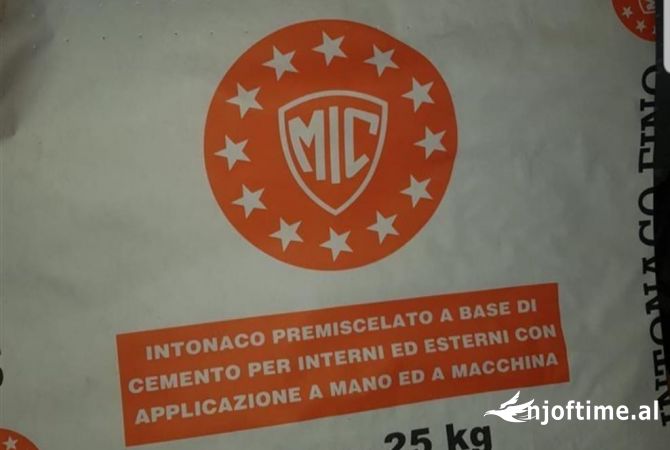 MIC
INTONACO PREMISCELATO A BASE DI
CEMENTO PER INTERNI ED ESTERNI CON
APPLICAZIONE A MANO ED A MACCHINA
25 kg
INTONACO FINO
njoftime.al